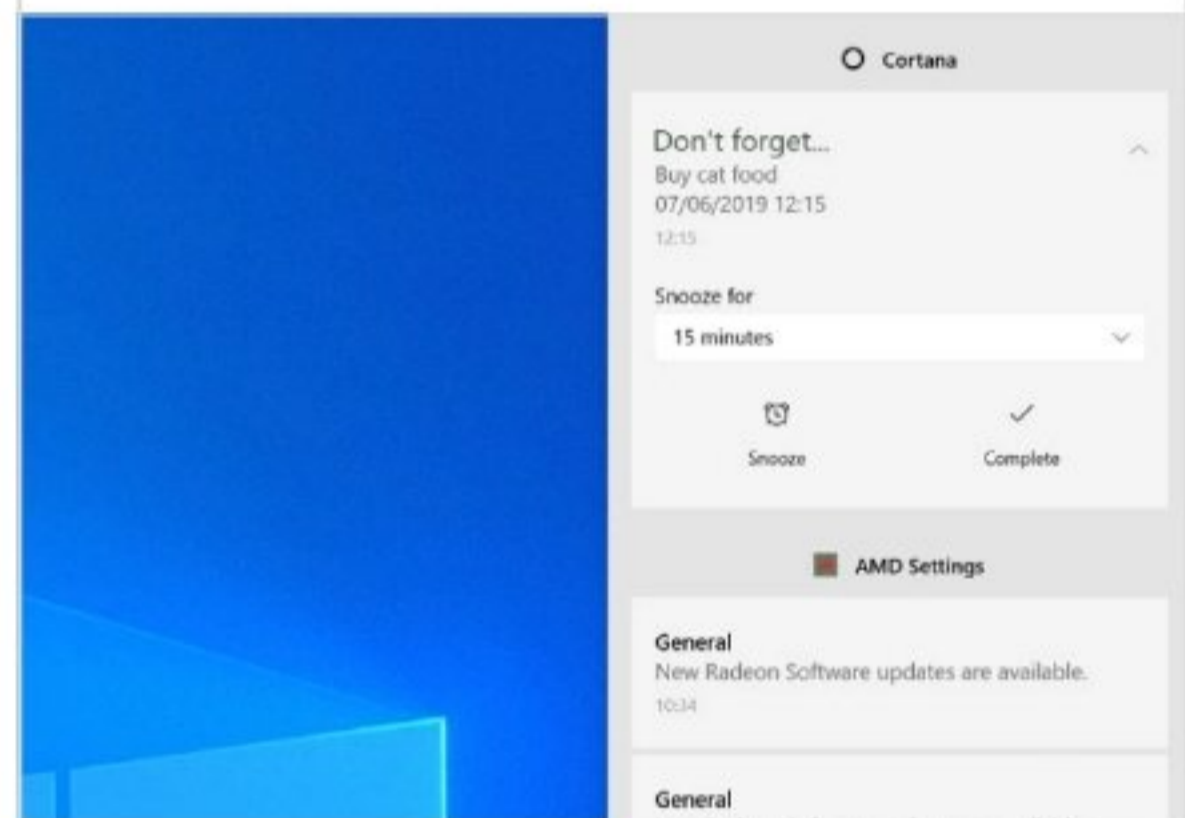 Cortana
Don't forget...
Buy cat food
07/06/2019 12:15
12:15
Snooze for
15 minutes
Snooze
Complete
AMD Settings
General
New Radeon Software updates are available.
10:34
General